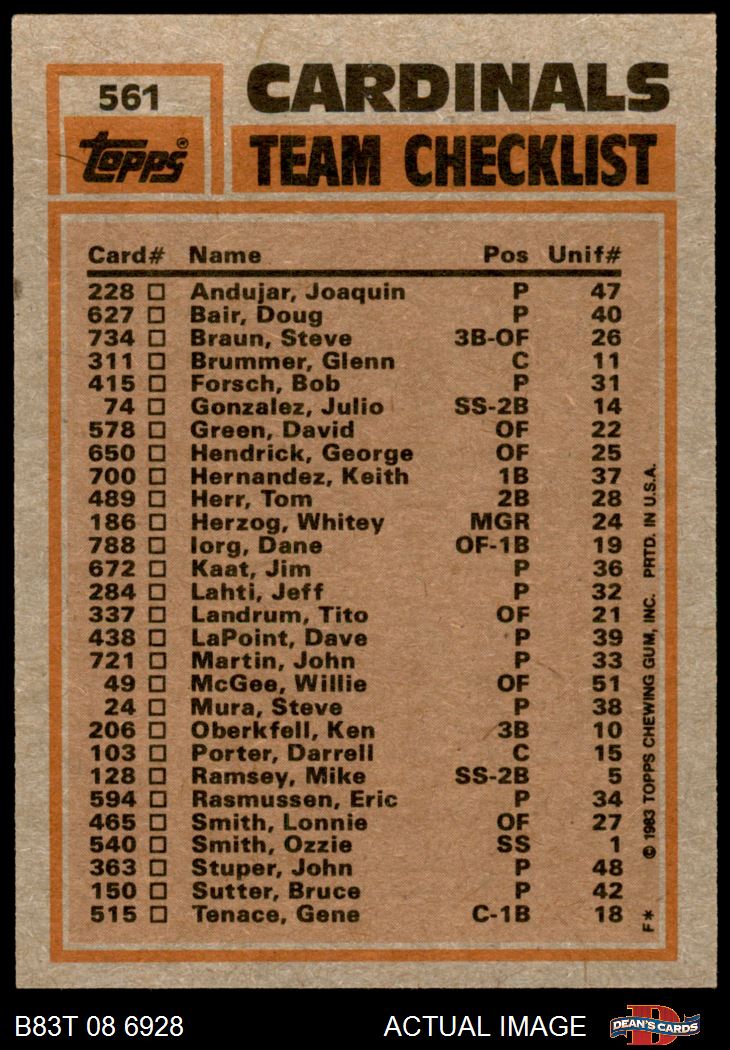 561
CARDINALS
Topps®
TEAM CHECKLIST
Card# Name Pos Unif#
228 □ Andujar, Joaquin P 47
627 □ Bair, Doug P 40
734 □ Braun, Steve 3B-OF 26
311 □ Brummer, Glenn C 11
415 □ Forsch, Bob P 31
74 □ Gonzalez, Julio SS-2B 14
578 □ Green, David OF 22
650 □ Hendrick, George OF 25
700 □ Hernandez, Keith 1B 37
489 □ Herr, Tom 2B 28
186 □ Herzog, Whitey MGR 24
788 □ Iorg, Dane OF-1B 19
672 □ Kaat, Jim P 36
284 □ Lahti, Jeff P 32
337 □ Landrum, Tito OF 21
438 □ LaPoint, Dave P 39
721 □ Martin, John P 33
49 □ McGee, Willie OF 51
24 □ Mura, Steve P 38
206 □ Oberkfell, Ken 3B 10
103 □ Porter, Darrell C 15
128 □ Ramsey, Mike SS-2B 5
594 □ Rasmussen, Eric P 34
465 □ Smith, Lonnie OF 27
540 □ Smith, Ozzie SS 1
363 □ Stuper, John P 48
150 □ Sutter, Bruce P 42
515 □ Tenace, Gene C-1B 18
F* © 1983 TOPPS CHEWING GUM, INC. PRTD. IN U.S.A.
B83T 08 6928 ACTUAL IMAGE
D
DEAN'S CARDS